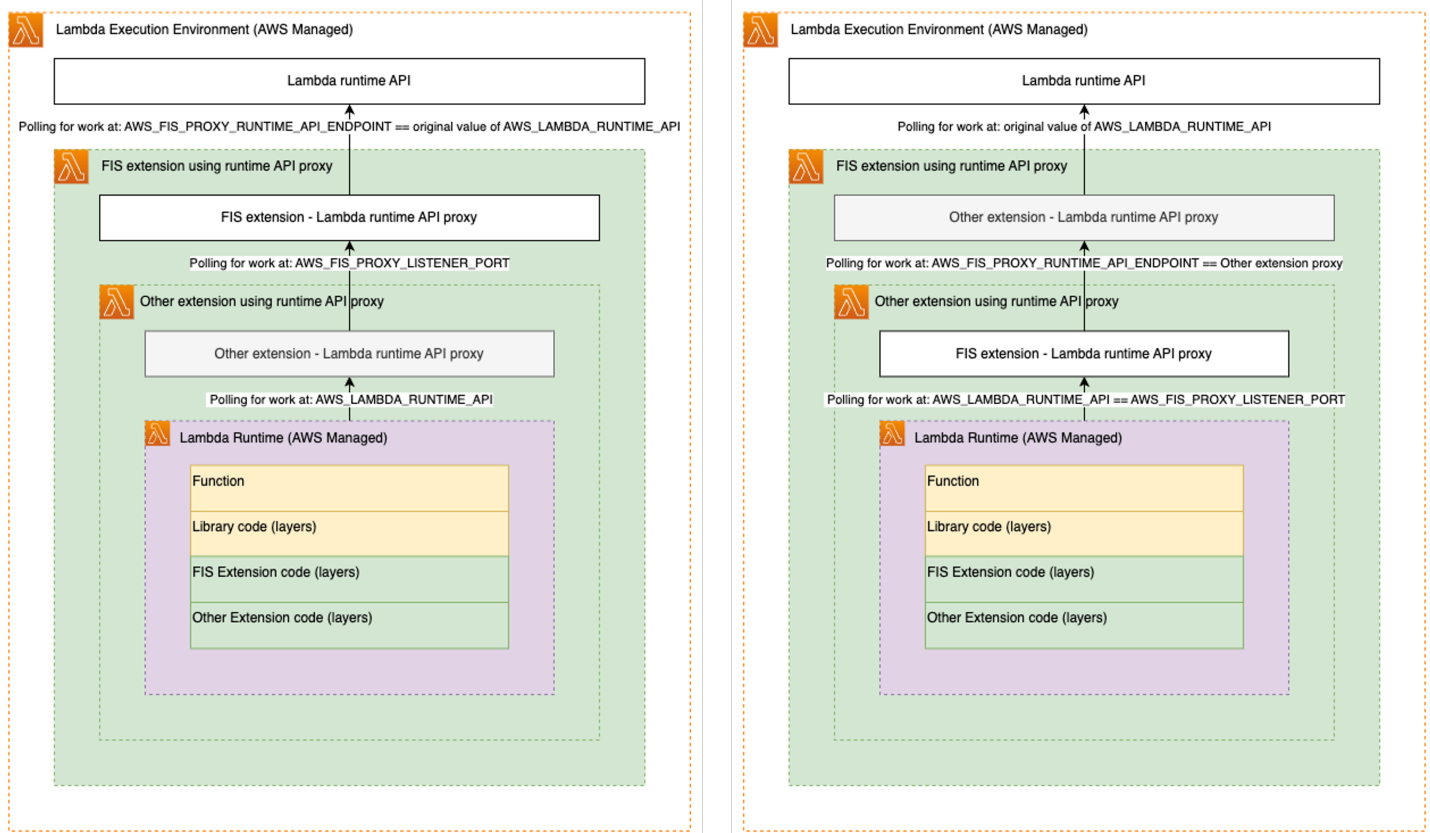 Lambda Execution Environment (AWS Managed)
Lambda runtime API
Polling for work at: AWS_FIS_PROXY_RUNTIME_API_ENDPOINT == original value of AWS_LAMBDA_RUNTIME_API
FIS extension using runtime API proxy
FIS extension - Lambda runtime API proxy
Polling for work at: AWS_FIS_PROXY_LISTENER_PORT
Other extension using runtime API proxy
Other extension - Lambda runtime API proxy
Polling for work at: AWS_LAMBDA_RUNTIME_API
Lambda Runtime (AWS Managed)
Function
Library code (layers)
FIS Extension code (layers)
Other Extension code (layers)
Lambda Execution Environment (AWS Managed)
Lambda runtime API
Polling for work at: original value of AWS_LAMBDA_RUNTIME_API
FIS extension using runtime API proxy
Other extension - Lambda runtime API proxy
Polling for work at: AWS_FIS_PROXY_RUNTIME_API_ENDPOINT == Other extension proxy
Other extension using runtime API proxy
FIS extension - Lambda runtime API proxy
Polling for work at: AWS_LAMBDA_RUNTIME_API == AWS_FIS_PROXY_LISTENER_PORT
Lambda Runtime (AWS Managed)
Function
Library code (layers)
FIS Extension code (layers)
Other Extension code (layers)